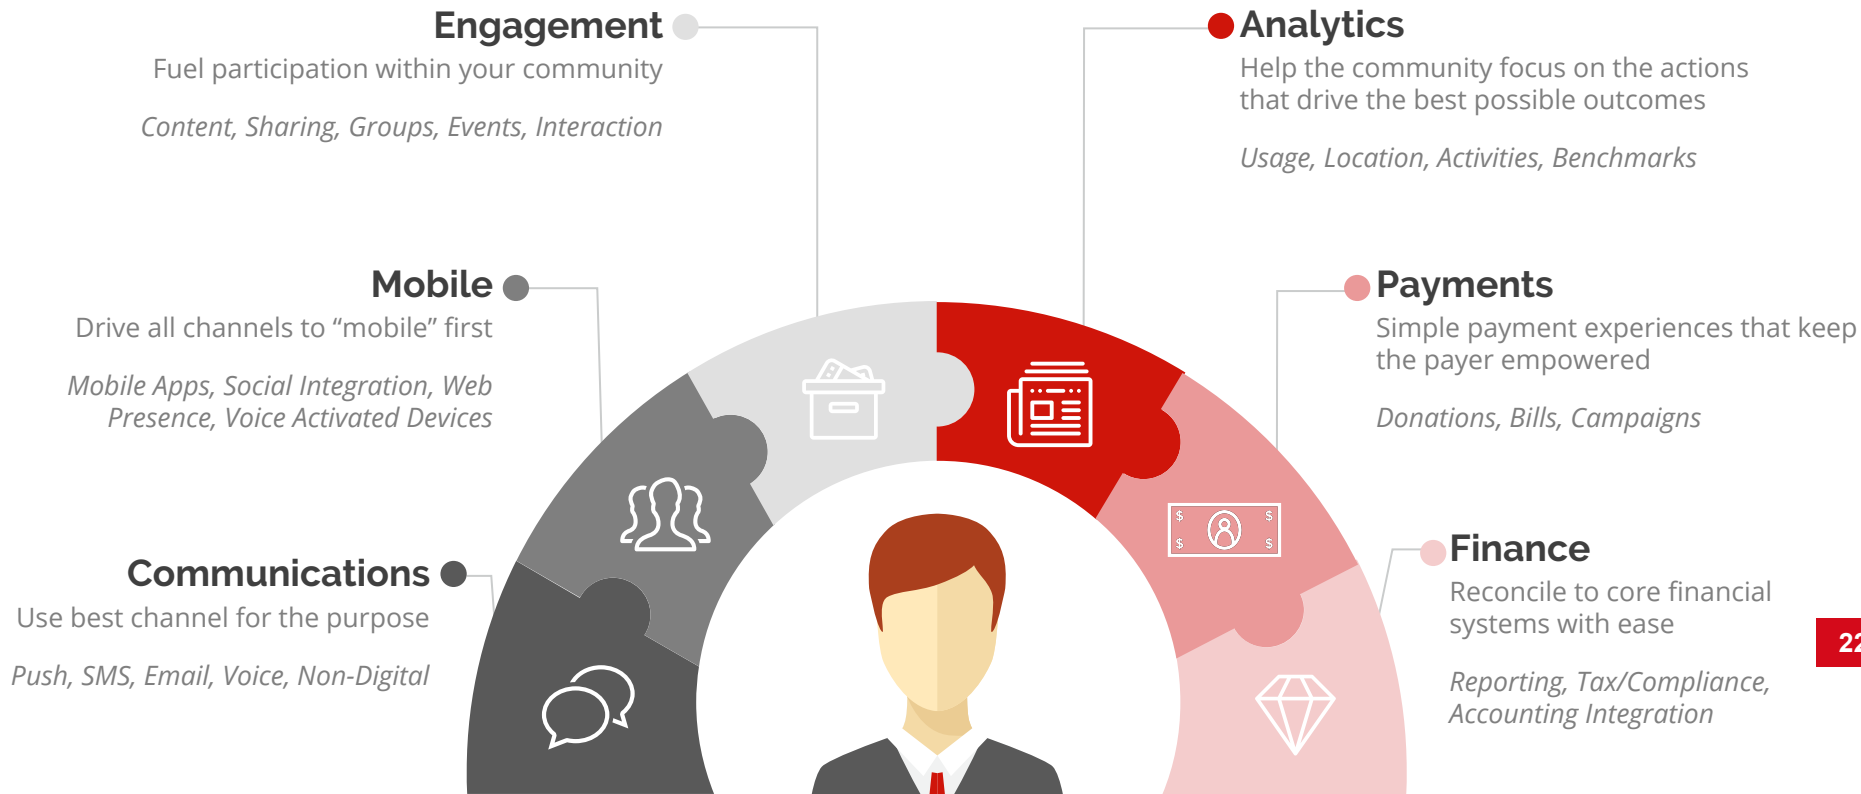 Engagement
Fuel participation within your community
Content, Sharing, Groups, Events, Interaction
Analytics
Help the community focus on the actions
that drive the best possible outcomes
Usage, Location, Activities, Benchmarks
Mobile
Drive all channels to “mobile” first
Mobile Apps, Social Integration, Web
Presence, Voice Activated Devices
Payments
Simple payment experiences that keep
the payer empowered
Donations, Bills, Campaigns
Communications
Use best channel for the purpose
Push, SMS, Email, Voice, Non-Digital
Finance
Reconcile to core financial
systems with ease
Reporting, Tax/Compliance,
Accounting Integration
$ $
$ $
22